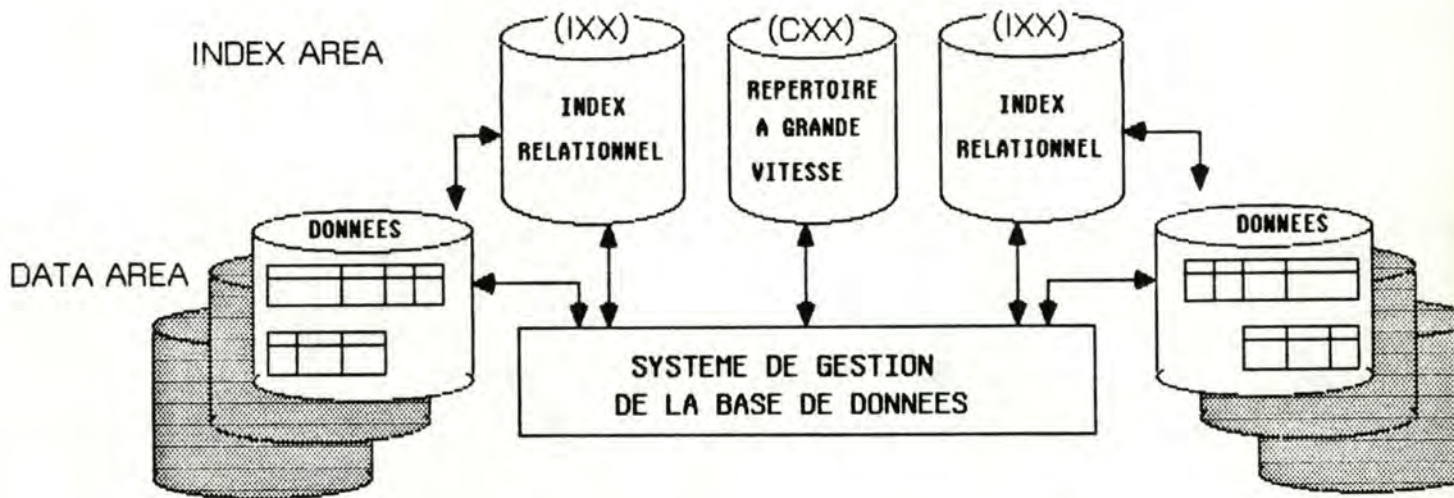 INDEX AREA
(IXX)
INDEX
RELATIONNEL
(CXX)
REPERTOIRE
A GRANDE
VITESSE
(IXX)
INDEX
RELATIONNEL
DATA AREA
DONNEES
DONNEES
SYSTEME DE GESTION
DE LA BASE DE DONNEES